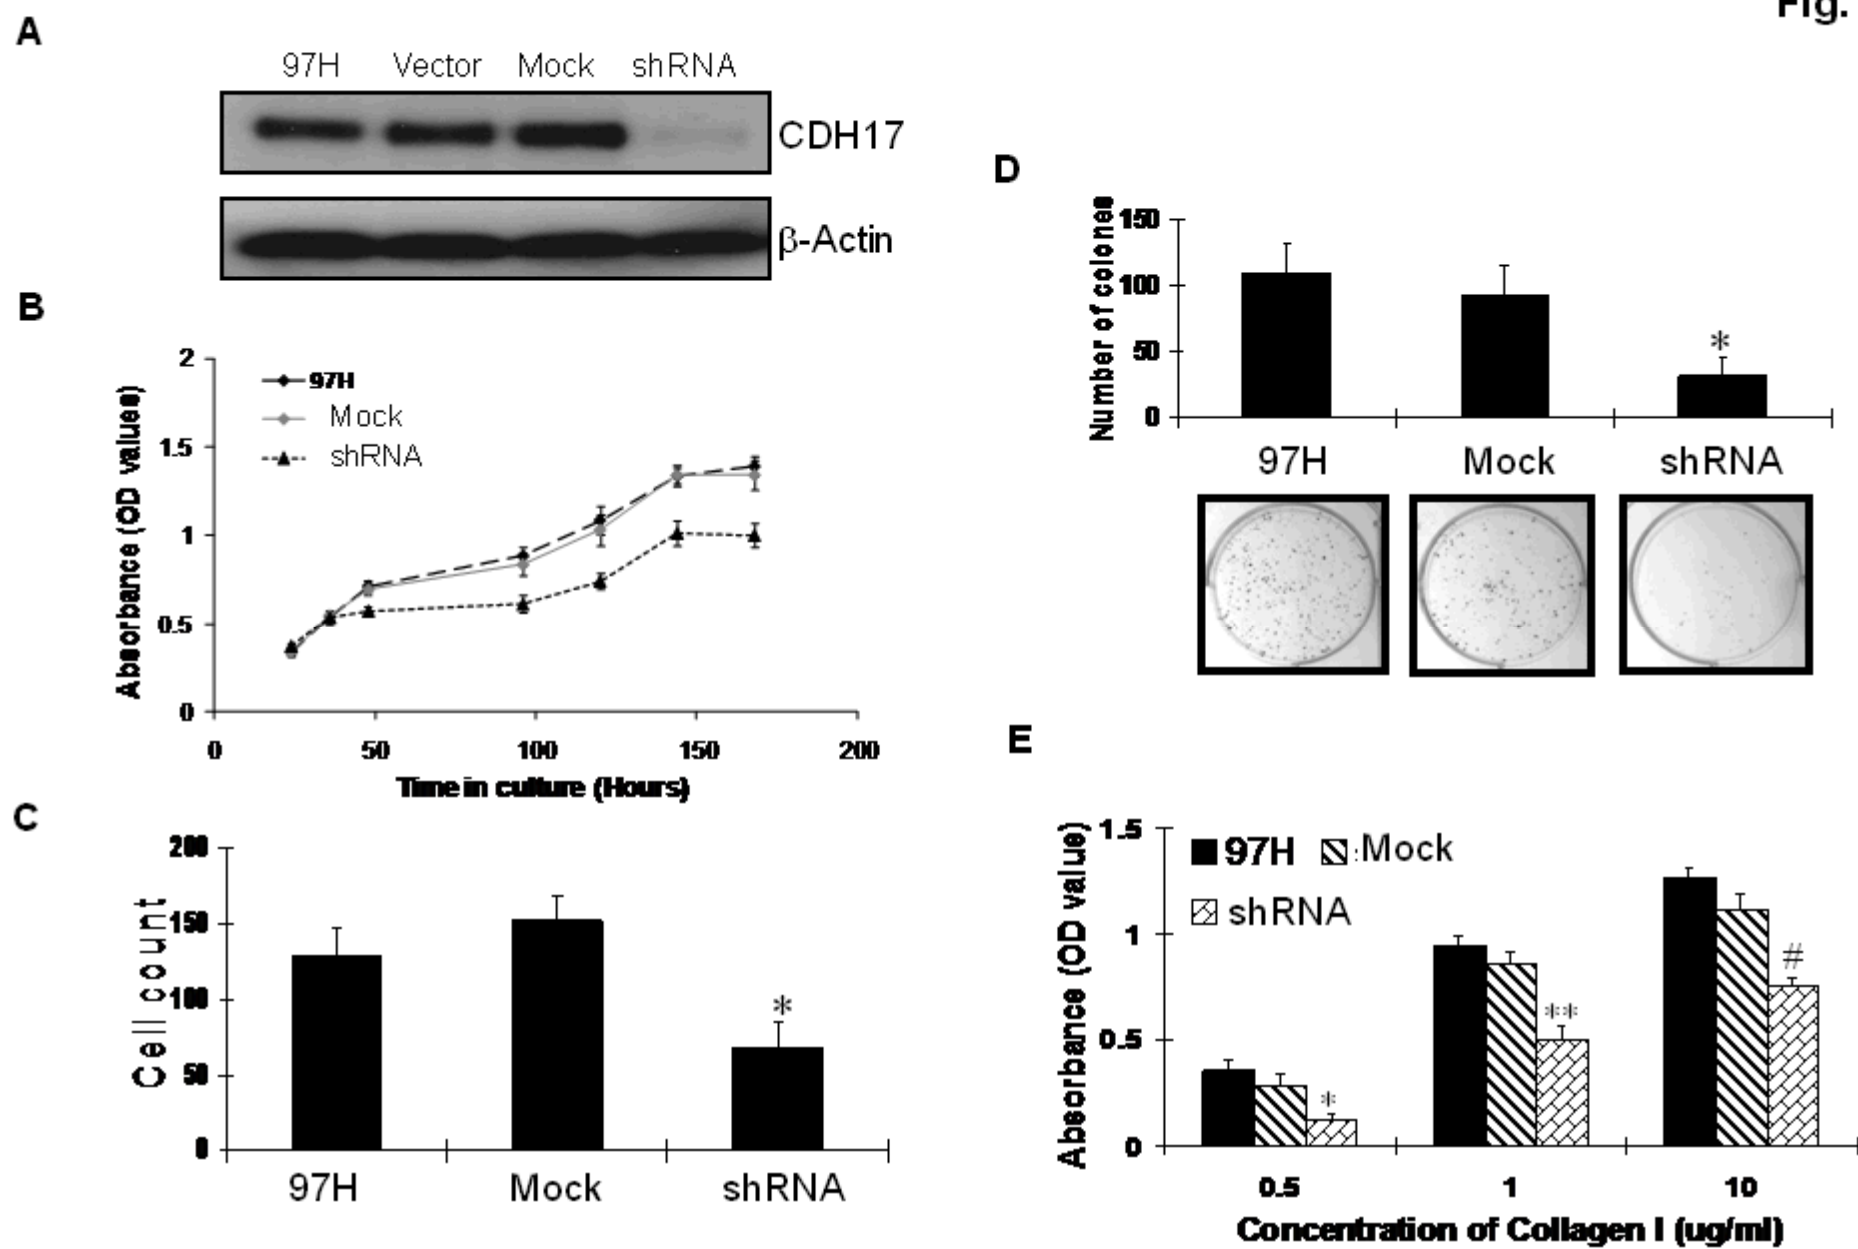 Fig.
A
97H Vector Mock shRNA
CDH17
β-Actin
B
2
1.5
1
0.5
0
97H
Mock
shRNA
Absorbance (OD values)
0 50 100 150 200
Time in culture (Hours)
C
200
150
100
50
0
Cell count
*
97H Mock shRNA
D
150
100
50
0
Number of colones
*
97H Mock shRNA
E
1.5
1
0.5
0
Absorbance (OD value)
97H :Mock
shRNA
* ** #
0.5 1 10
Concentration of Collagen I (ug/ml)